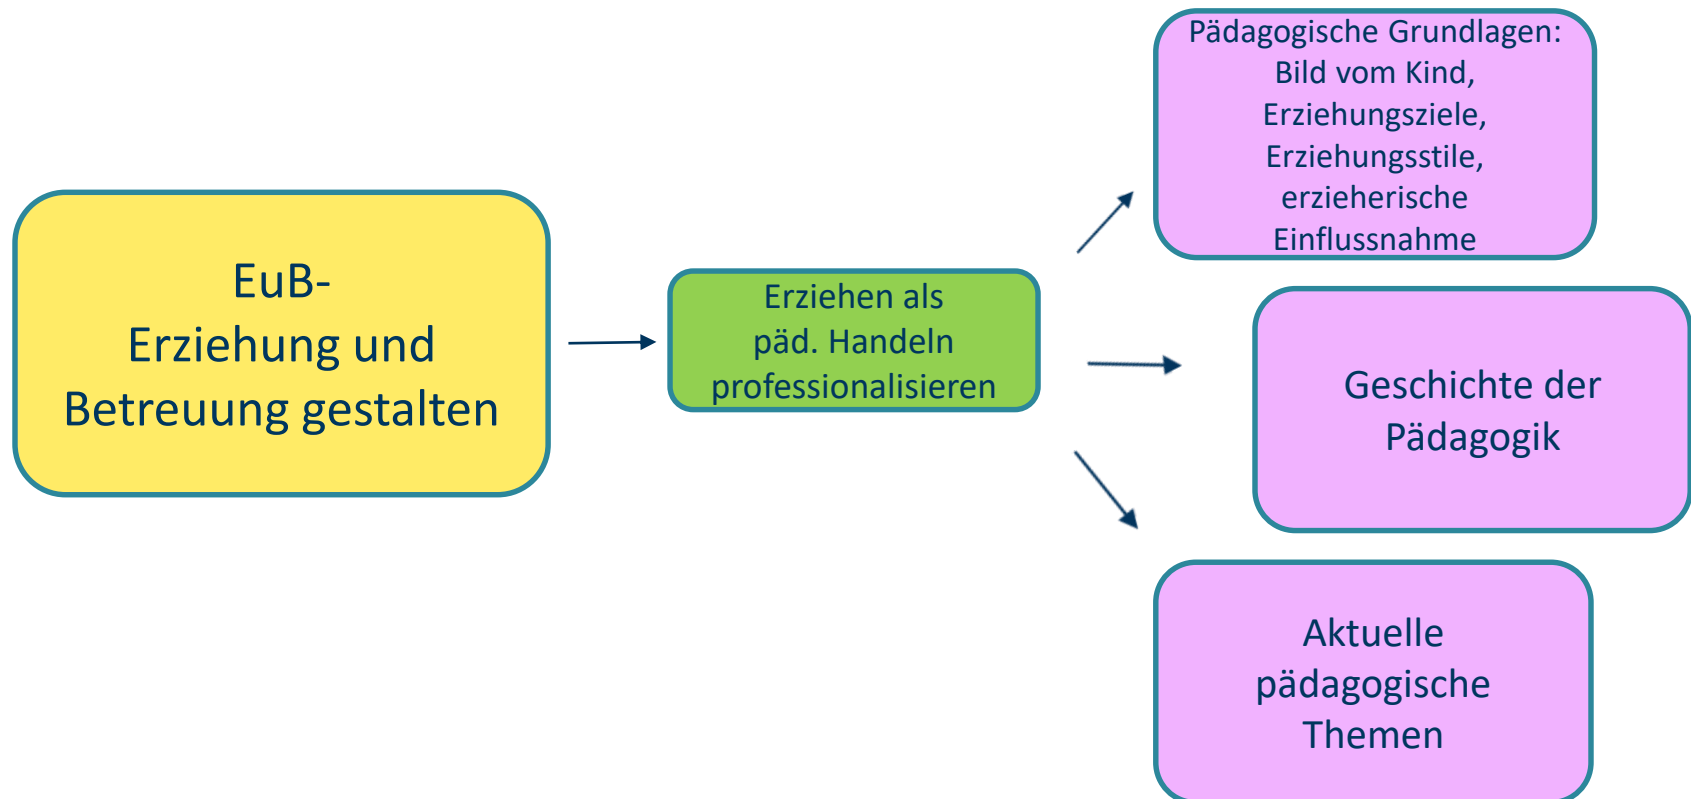 EuB-
Erziehung und
Betreuung gestalten
Erziehen als
päd. Handeln
professionalisieren
Pädagogische Grundlagen:
Bild vom Kind,
Erziehungsziele,
Erziehungsstile,
erzieherische
Einflussnahme
Geschichte der
Pädagogik
Aktuelle
pädagogische
Themen